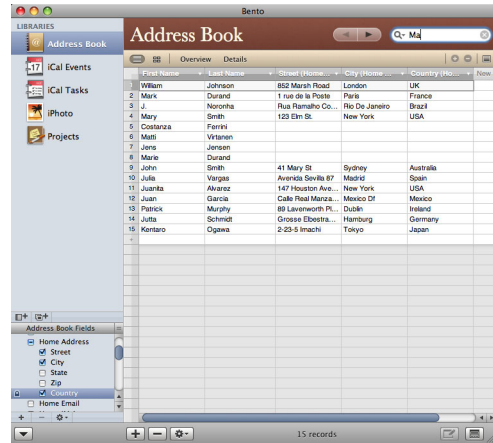 Bento
LIBRARIES
Address Book
iCal Events
iCal Tasks
iPhoto
Projects
Address Book
Ma
Overview Details
First Name Last Name Street (Home... City (Home ... Country (Ho... New
1 William Johnson 852 Marsh Road London UK
2 Mark Durand 1 rue de la Poste Paris France
3 J. Noronha Rua Ramalho Co... Rio De Janeiro Brazil
4 Mary Smith 123 Elm St. New York USA
5 Costanza Ferrini
6 Matti Virtanen
7 Jens Jensen
8 Marie Durand
9 John Smith 41 Mary St Sydney Australia
10 Julia Vargas Avenida Sevilla 87 Madrid Spain
11 Juanita Alvarez 147 Houston Ave... New York USA
12 Juan Garcia Calle Real Manza... Mexico Df Mexico
13 Patrick Murphy 89 Lavenworth Pl... Dublin Ireland
14 Jutta Schmidt Grosse Elbestra... Hamburg Germany
15 Kentaro Ogawa 2-23-5 Imachi Tokyo Japan
Address Book Fields
Home Address
Street
City
State
Zip
Country
Home Email
15 records